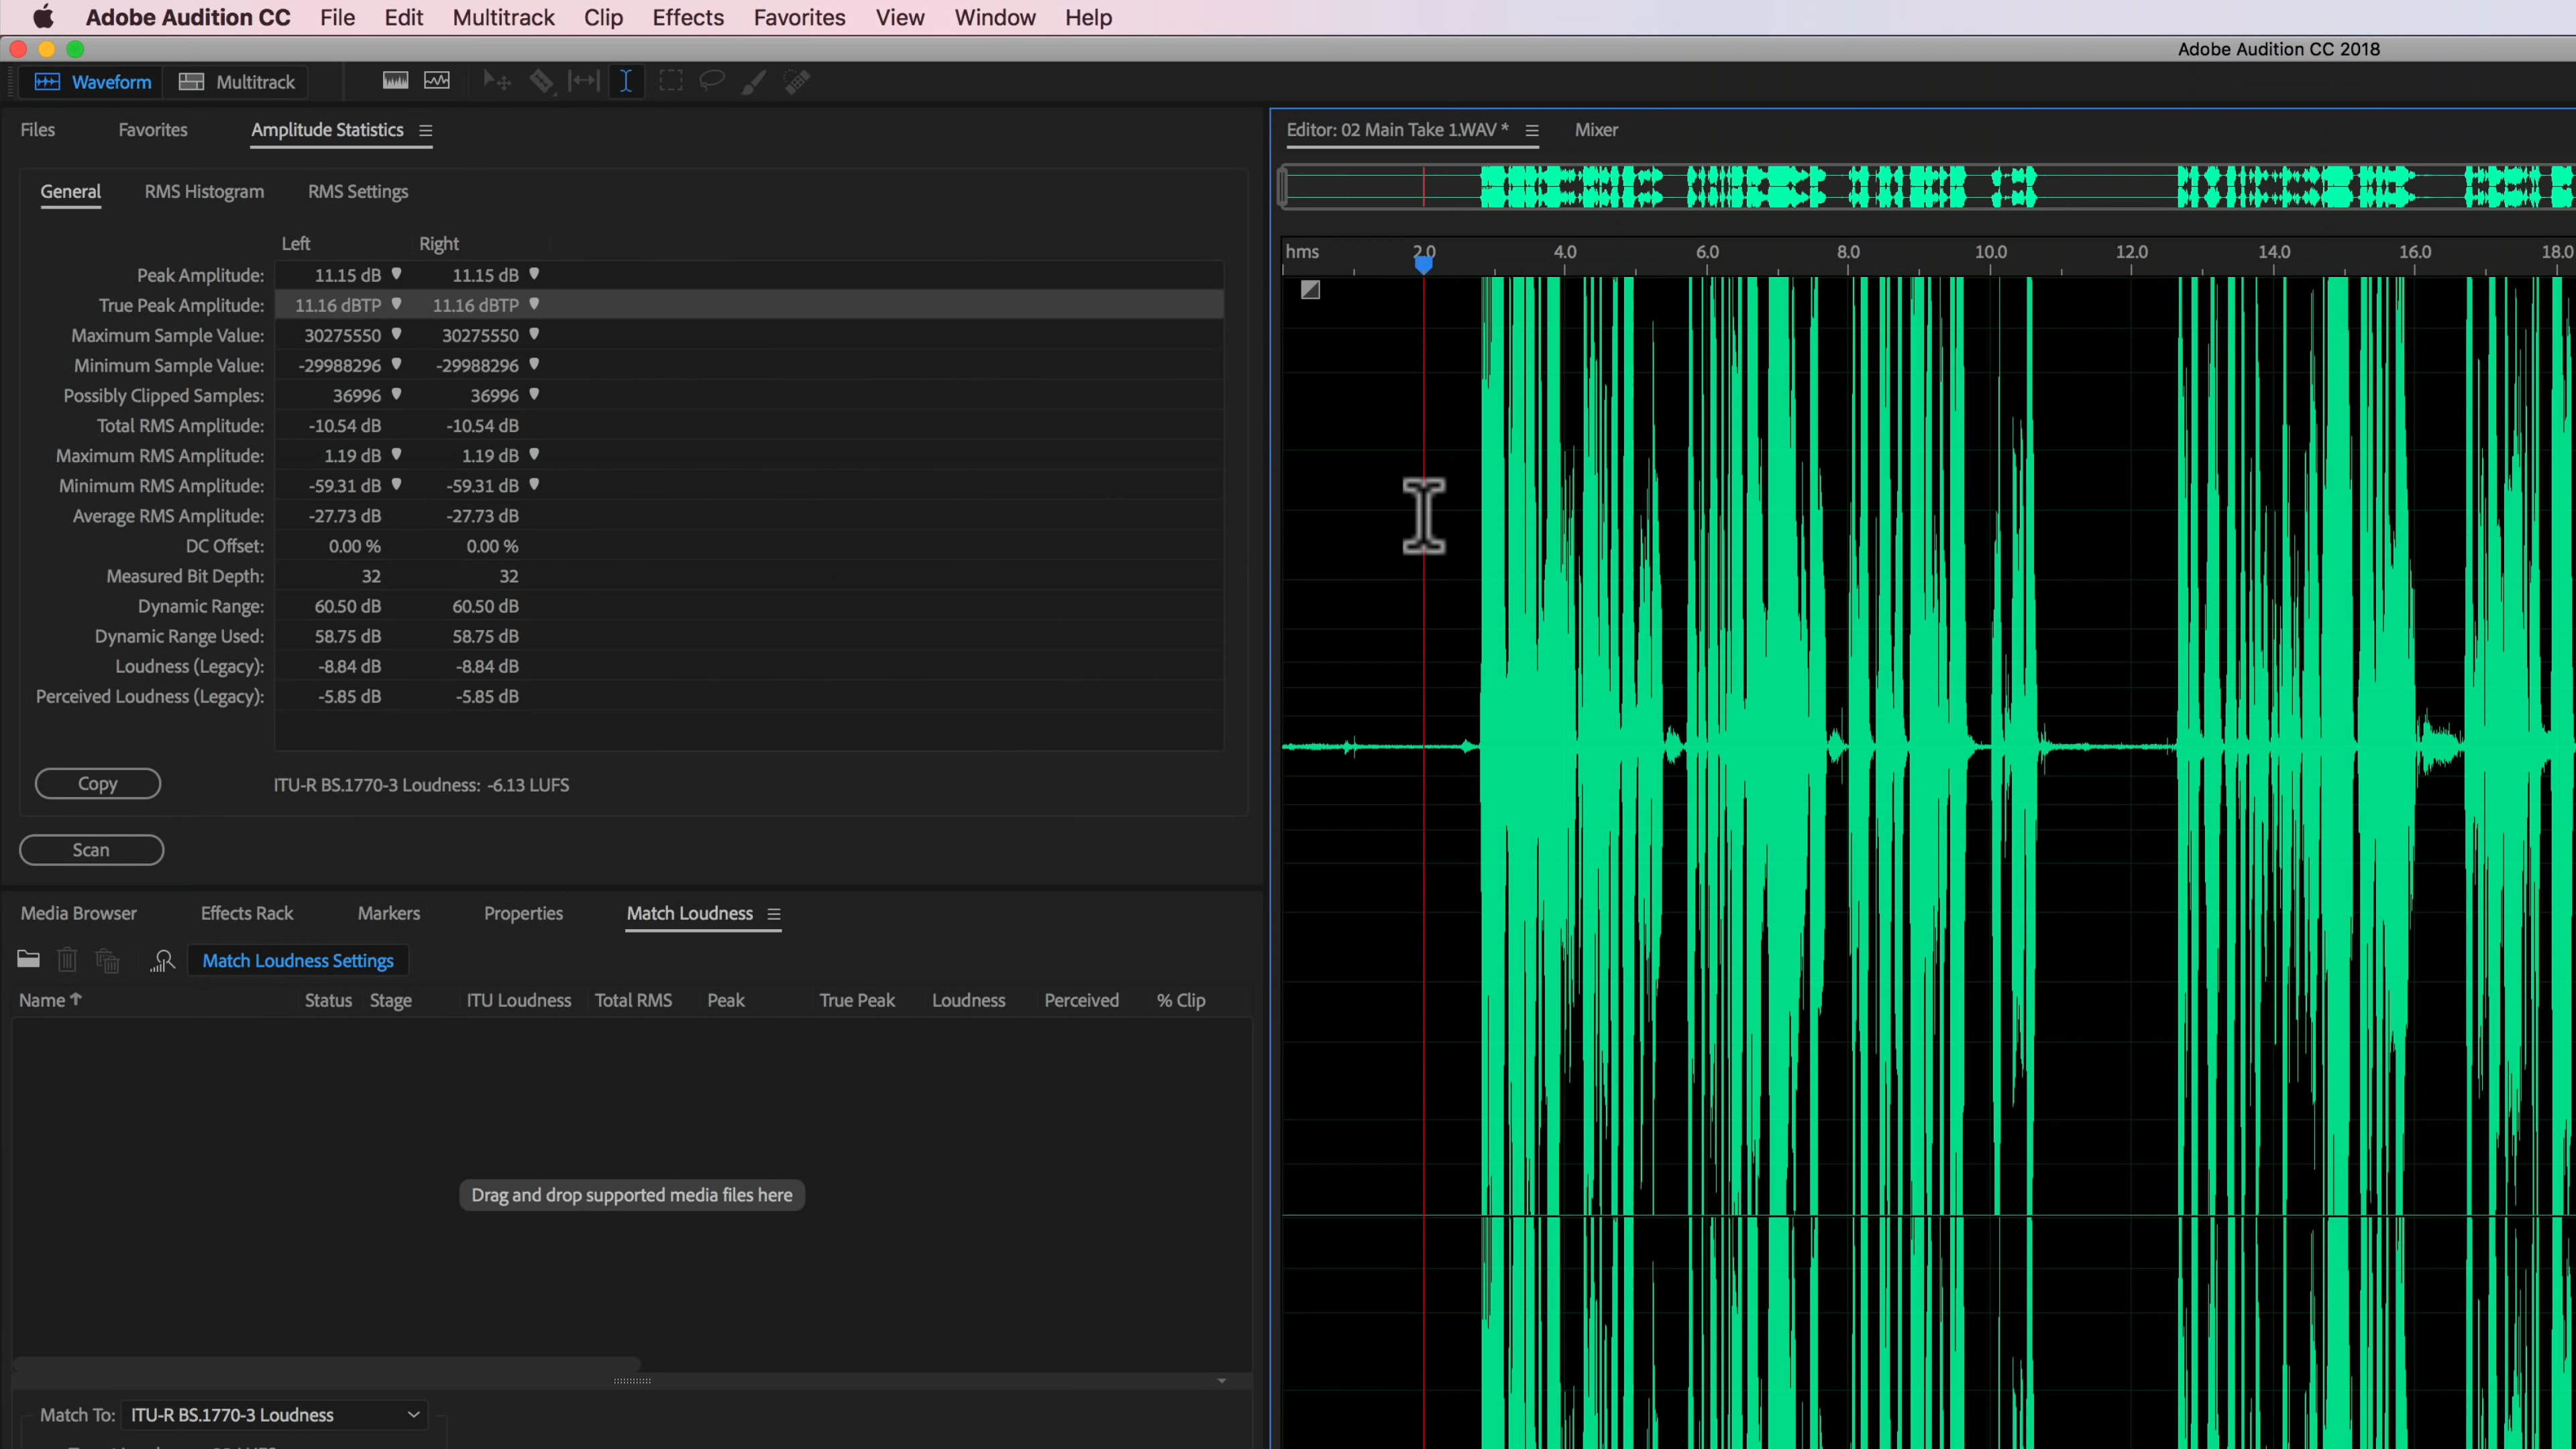 Adobe Audition CC File Edit Multitrack Clip Effects Favorites View Window Help
Adobe Audition CC 2018
Waveform Multitrack
Files Favorites Amplitude Statistics
General RMS Histogram RMS Settings
Left Right
Peak Amplitude: 11.15 dB 11.15 dB
True Peak Amplitude: 11.16 dBTP 11.16 dBTP
Maximum Sample Value: 30275550 30275550
Minimum Sample Value: -29988296 -29988296
Possibly Clipped Samples: 36996 36996
Total RMS Amplitude: -10.54 dB -10.54 dB
Maximum RMS Amplitude: 1.19 dB 1.19 dB
Minimum RMS Amplitude: -59.31 dB -59.31 dB
Average RMS Amplitude: -27.73 dB -27.73 dB
DC Offset: 0.00 % 0.00 %
Measured Bit Depth: 32 32
Dynamic Range: 60.50 dB 60.50 dB
Dynamic Range Used: 58.75 dB 58.75 dB
Loudness (Legacy): -8.84 dB -8.84 dB
Perceived Loudness (Legacy): -5.85 dB -5.85 dB
Copy ITU-R BS.1770-3 Loudness: -6.13 LUFS
Scan
Media Browser Effects Rack Markers Properties Match Loudness
Match Loudness Settings
Name Status Stage ITU Loudness Total RMS Peak True Peak Loudness Perceived % Clip
Drag and drop supported media files here
Match To: ITU-R BS.1770-3 Loudness
Editor: 02 Main Take 1.WAV * Mixer
hms 2.0 4.0 6.0 8.0 10.0 12.0 14.0 16.0 18.0